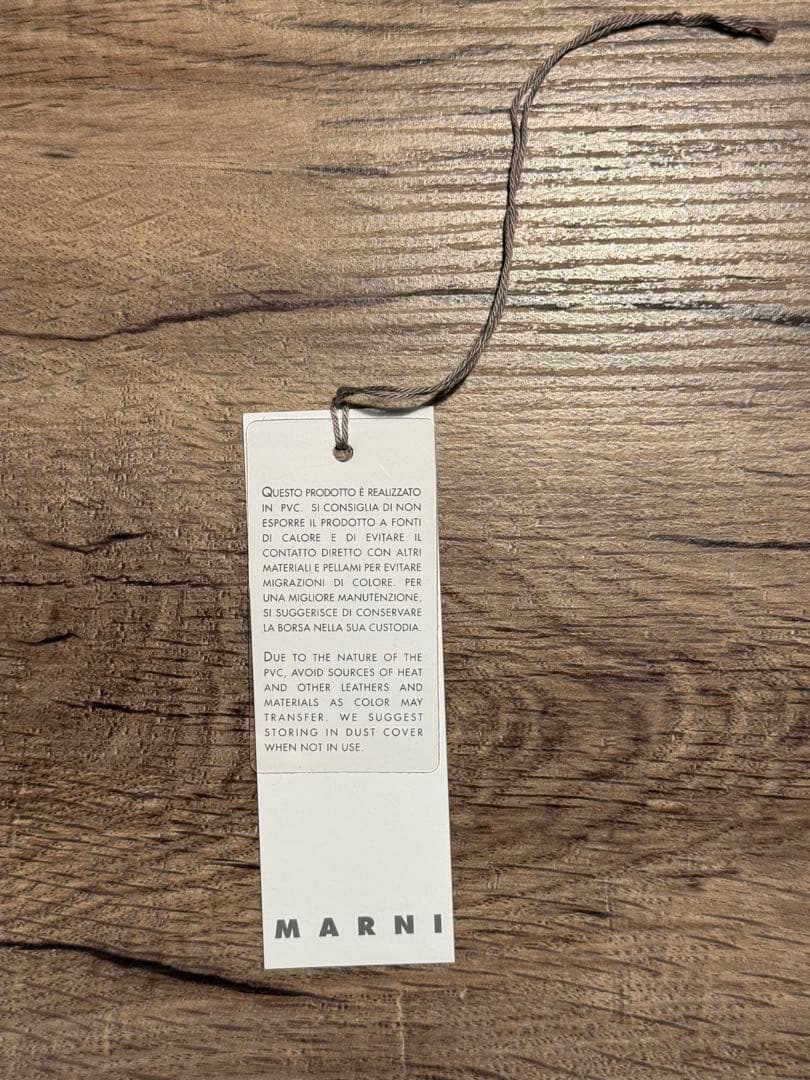 QUESTO PRODOTTO È REALIZZATO
IN PVC. SI CONSIGLIA DI NON
ESPORRE IL PRODOTTO A FONTI
DI CALORE E DI EVITARE IL
CONTATTO DIRETTO CON ALTRI
MATERIALI E PELLAMI PER EVITARE
MIGRAZIONI DI COLORE. PER
UNA MIGLIORE MANUTENZIONE,
SI SUGGERISCE DI CONSERVARE
LA BORSA NELLA SUA CUSTODIA.
DUE TO THE NATURE OF THE
PVC, AVOID SOURCES OF HEAT
AND OTHER LEATHERS AND
MATERIALS AS COLOR MAY
TRANSFER. WE SUGGEST
STORING IN DUST COVER
WHEN NOT IN USE.
MARNI